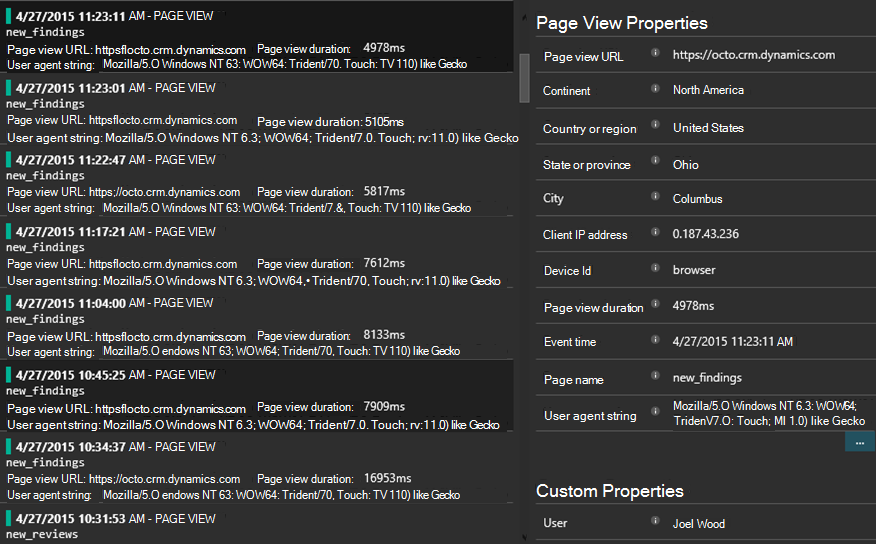 4/27/2015 11:23:11 AM - PAGE VIEW
new_findings
Page view URL: httpsflocto.crm.dynamics.com Page view duration: 4978ms
User agent string: Mozilla/5.O Windows NT 63: WOW64: Trident/70. Touch: TV 110) like Gecko
4/27/2015 11:23:01 AM - PAGE VIEW
new_findings
Page view URL: httpsflocto.crm.dynamics.com Page view duration: 5105ms
User agent string: Mozilla/5.O Windows NT 6.3; WOW64; Trident/7.0. Touch; rv:11.0) like Gecko
4/27/2015 11:22:47 AM - PAGE VIEW
new_findings
Page view URL: https://octo.crm.dynamics.com Page view duration: 5817ms
User agent string: Mozilla/5.O Windows NT 63: WOW64: Trident/7.&, Touch: TV 110) like Gecko
4/27/2015 11:17:21 AM - PAGE VIEW
new_findings
Page view URL: httpsflocto.crm.dynamics.com Page view duration: 7612ms
User agent string: Mozilla/5.O Windows NT 6.3; WOW64,• Trident/70, Touch; rv:11.0) like Gecko
4/27/2015 11:04:00 AM - PAGE VIEW
new_findings
Page view URL: httpsflocto.crm.dynamics.com Page view duration: 8133ms
User agent string: Mozilla/5.O endows NT 63; WOW64; Trident/70, Touch: TV 110) like Gecko
4/27/2015 10:45:25 AM - PAGE VIEW
new_findings
Page view URL: httpsflocto.crm.dynamics.com Page view duration: 7909ms
User agent string: Mozilla/5.O Windows NT 6.3; WOW64; Trident/7.0. Touch; rv:11.0) like Gecko
4/27/2015 10:34:37 AM - PAGE VIEW
new_findings
Page view URL: https://octo.crm.dynamics.com Page view duration: 16953ms
User agent string: Mozilla/5.O endows NT 63: WOW64: Trident/70, Touch: TV 110) like Gecko
4/27/2015 10:31:53 AM - PAGE VIEW
new_reviews
Page View Properties
Page view URL https://octo.crm.dynamics.com
Continent North America
Country or region United States
State or province Ohio
City Columbus
Client IP address 0.187.43.236
Device Id browser
Page view duration 4978ms
Event time 4/27/2015 11:23:11 AM
Page name new_findings
User agent string Mozilla/5.O Windows NT 6.3: WOW64;
TridenV7.O: Touch; MI 1.0) like Gecko
...
Custom Properties
User Joel Wood